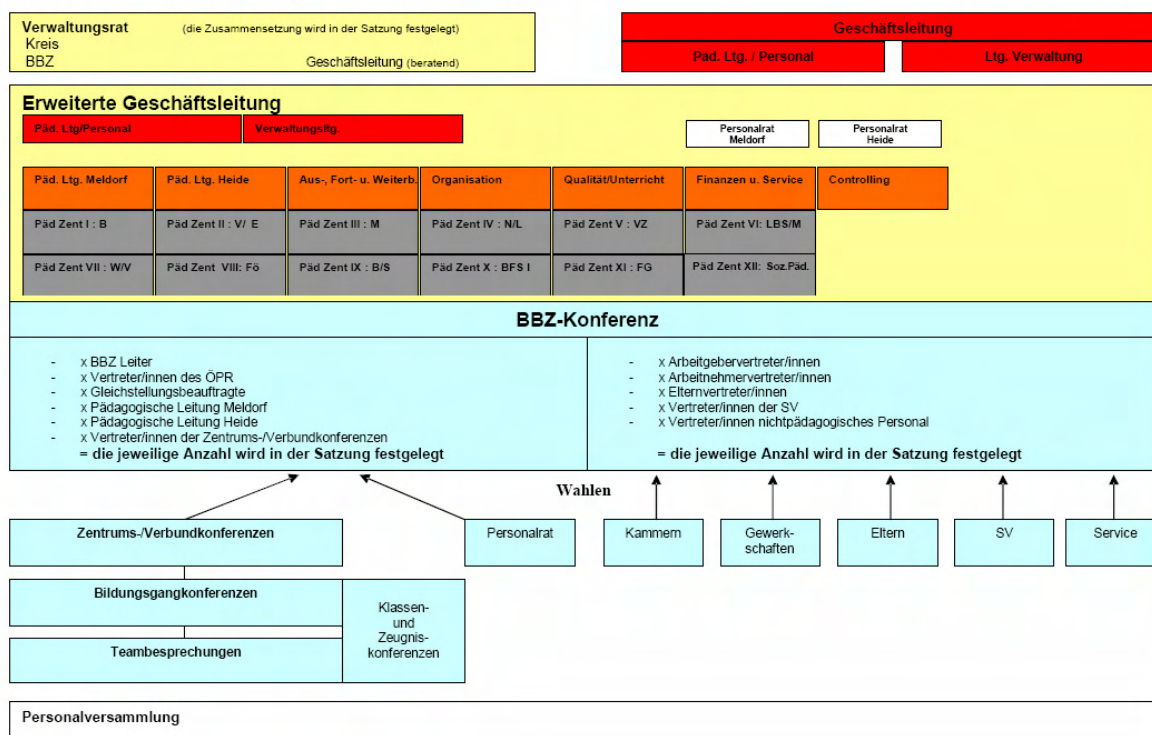 Verwaltungsrat (die Zusammensetzung wird in der Satzung festgelegt)
Kreis
BBZ Geschäftsleitung (beratend)
Geschäftsleitung
Päd. Ltg. / Personal
Ltg. Verwaltung
Erweiterte Geschäftsleitung
Päd. Ltg/Personal
Verwaltungsltg.
Personalrat
Meldorf
Personalrat
Heide
Päd. Ltg. Meldorf
Päd. Ltg. Heide
Aus-, Fort- u. Weiterb.
Organisation
Qualität/Unterricht
Finanzen u. Service
Controlling
Päd Zent I : B
Päd Zent II : V/ E
Päd Zent III : M
Päd Zent IV : N/L
Päd Zent V : VZ
Päd Zent VI: LBS/M
Päd Zent VII : W/V
Päd Zent VIII: Fö
Päd Zent IX : B/S
Päd Zent X : BFS I
Päd Zent XI : FG
Päd Zent XII: Soz.Päd.
BBZ-Konferenz
- x BBZ Leiter
- x Vertreter/innen des ÖPR
- x Gleichstellungsbeauftragte
- x Pädagogische Leitung Meldorf
- x Pädagogische Leitung Heide
- x Vertreter/innen der Zentrums-/Verbundkonferenzen
= die jeweilige Anzahl wird in der Satzung festgelegt
- x Arbeitgebervertreter/innen
- x Arbeitnehmervertreter/innen
- x Elternvertreter/innen
- x Vertreter/innen der SV
- x Vertreter/innen nichtpädagogisches Personal
= die jeweilige Anzahl wird in der Satzung festgelegt
Wahlen
Zentrums-/Verbundkonferenzen
Personalrat
Kammern
Gewerk-
schaften
Eltern
SV
Service
Bildungsgangkonferenzen
Klassen-
und
Zeugnis-
konferenzen
Teambesprechungen
Personalversammlung